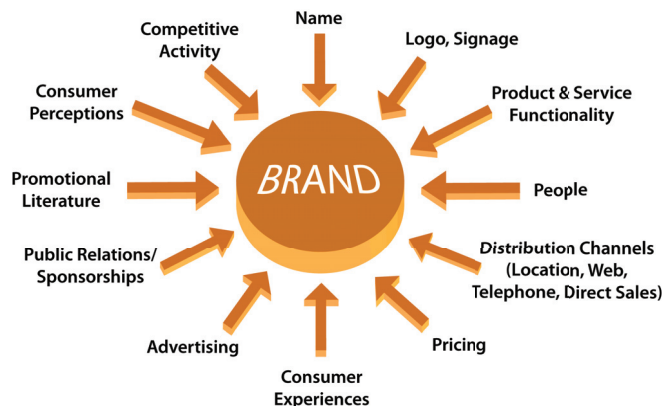 Name
Logo, Signage
Product & Service
Functionality
People
Distribution Channels
(Location, Web,
Telephone, Direct Sales)
Pricing
Consumer
Experiences
Advertising
Public Relations/
Sponsorships
Promotional
Literature
Consumer
Perceptions
Competitive
Activity
BRAND